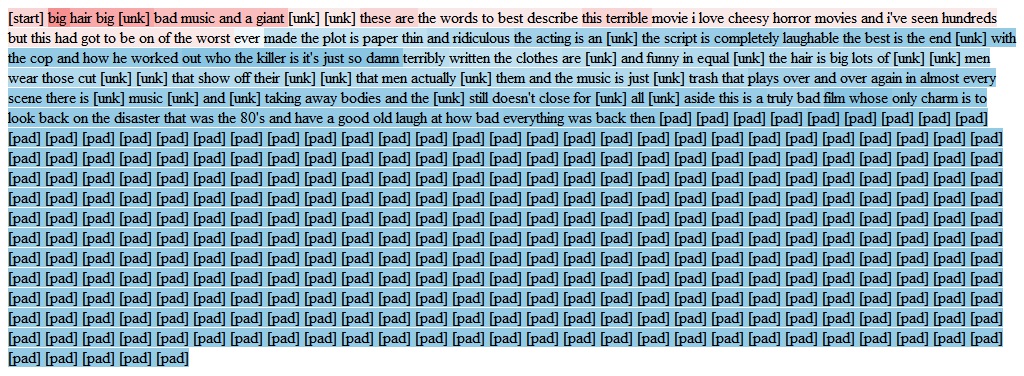 [start] big hair big [unk] bad music and a giant [unk] [unk] these are the words to best describe this terrible movie i love cheesy horror movies and i've seen hundreds
but this had got to be on of the worst ever made the plot is paper thin and ridiculous the acting is an [unk] the script is completely laughable the best is the end [unk] with
the cop and how he worked out who the killer is it's just so damn terribly written the clothes are [unk] and funny in equal [unk] the hair is big lots of [unk] [unk] men
wear those cut [unk] [unk] that show off their [unk] [unk] that men actually [unk] them and the music is just [unk] trash that plays over and over again in almost every
scene there is [unk] music [unk] and [unk] taking away bodies and the [unk] still doesn't close for [unk] all [unk] aside this is a truly bad film whose only charm is to
look back on the disaster that was the 80's and have a good old laugh at how bad everything was back then [pad] [pad] [pad] [pad] [pad] [pad] [pad] [pad] [pad]
[pad] [pad] [pad] [pad] [pad] [pad] [pad] [pad] [pad] [pad] [pad] [pad] [pad] [pad] [pad] [pad] [pad] [pad] [pad] [pad] [pad] [pad] [pad] [pad] [pad] [pad] [pad]
[pad] [pad] [pad] [pad] [pad] [pad] [pad] [pad] [pad] [pad] [pad] [pad] [pad] [pad] [pad] [pad] [pad] [pad] [pad] [pad] [pad] [pad] [pad] [pad] [pad] [pad] [pad]
[pad] [pad] [pad] [pad] [pad] [pad] [pad] [pad] [pad] [pad] [pad] [pad] [pad] [pad] [pad] [pad] [pad] [pad] [pad] [pad] [pad] [pad] [pad] [pad] [pad] [pad] [pad]
[pad] [pad] [pad] [pad] [pad] [pad] [pad] [pad] [pad] [pad] [pad] [pad] [pad] [pad] [pad] [pad] [pad] [pad] [pad] [pad] [pad] [pad] [pad] [pad] [pad] [pad] [pad]
[pad] [pad] [pad] [pad] [pad] [pad] [pad] [pad] [pad] [pad] [pad] [pad] [pad] [pad] [pad] [pad] [pad] [pad] [pad] [pad] [pad] [pad] [pad] [pad] [pad] [pad] [pad]
[pad] [pad] [pad] [pad] [pad] [pad] [pad] [pad] [pad] [pad] [pad] [pad] [pad] [pad] [pad] [pad] [pad] [pad] [pad] [pad] [pad] [pad] [pad] [pad] [pad] [pad] [pad]
[pad] [pad] [pad] [pad] [pad] [pad] [pad] [pad] [pad] [pad] [pad] [pad] [pad] [pad] [pad] [pad] [pad] [pad] [pad] [pad] [pad] [pad] [pad] [pad] [pad] [pad] [pad]
[pad] [pad] [pad] [pad] [pad] [pad] [pad] [pad] [pad] [pad] [pad] [pad] [pad] [pad] [pad] [pad] [pad] [pad] [pad] [pad] [pad] [pad] [pad] [pad] [pad] [pad] [pad]
[pad] [pad] [pad] [pad] [pad] [pad] [pad] [pad] [pad] [pad] [pad] [pad] [pad] [pad] [pad] [pad] [pad] [pad] [pad] [pad] [pad] [pad] [pad] [pad] [pad] [pad] [pad]
[pad] [pad] [pad] [pad] [pad] [pad] [pad] [pad] [pad] [pad] [pad] [pad] [pad] [pad] [pad] [pad] [pad] [pad] [pad] [pad] [pad] [pad] [pad] [pad] [pad] [pad] [pad]
[pad] [pad] [pad] [pad] [pad] [pad] [pad] [pad] [pad] [pad] [pad] [pad] [pad] [pad] [pad] [pad] [pad] [pad] [pad] [pad] [pad] [pad] [pad] [pad] [pad] [pad] [pad]
[pad] [pad] [pad] [pad] [pad]